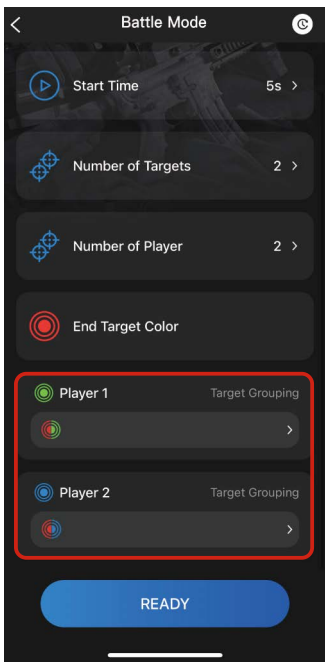 Battle Mode
Start Time 5s
Number of Targets 2
Number of Player 2
End Target Color
Player 1 Target Grouping
Player 2 Target Grouping
READY